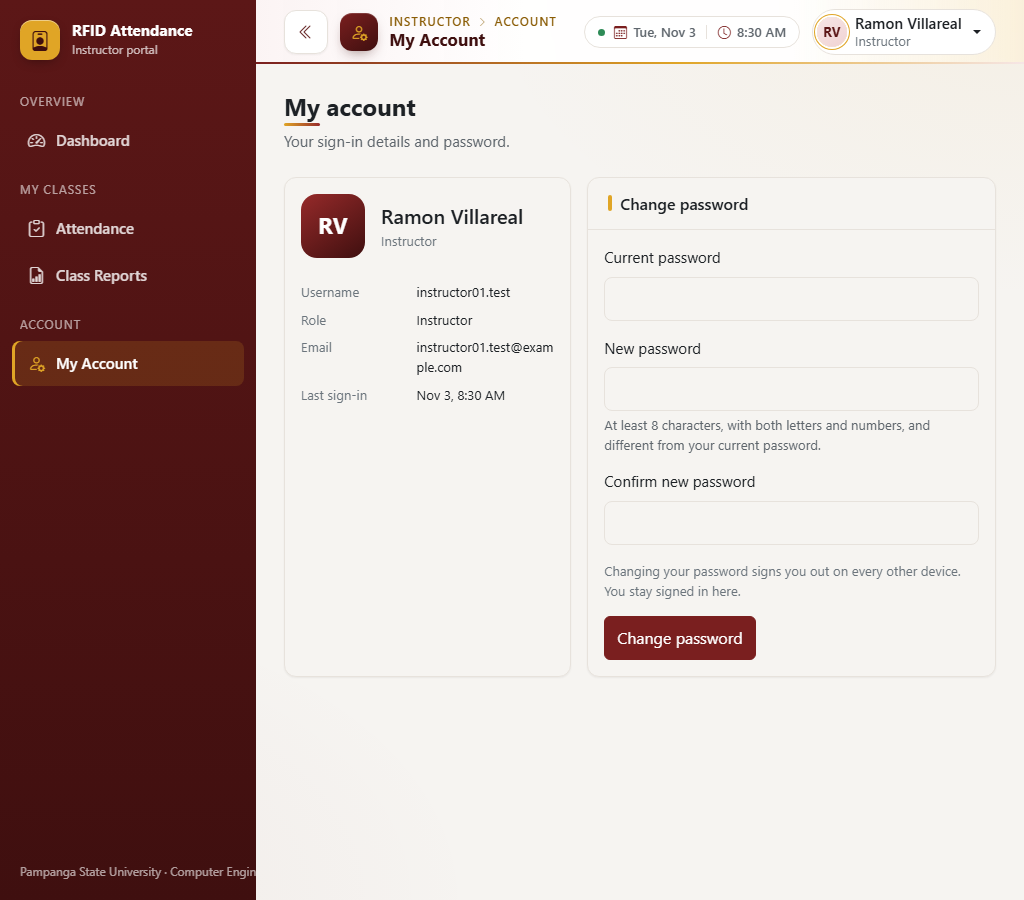 RFID Attendance
Instructor portal
OVERVIEW
Dashboard
MY CLASSES
Attendance
Class Reports
ACCOUNT
My Account
Pampanga State University · Computer Engin
INSTRUCTOR > ACCOUNT
My Account
Tue, Nov 3
8:30 AM
RV
Ramon Villareal
Instructor
My account
Your sign-in details and password.
RV
Ramon Villareal
Instructor
Username instructor01.test
Role Instructor
Email instructor01.test@exam
ple.com
Last sign-in Nov 3, 8:30 AM
Change password
Current password
New password
At least 8 characters, with both letters and numbers, and
different from your current password.
Confirm new password
Changing your password signs you out on every other device.
You stay signed in here.
Change password